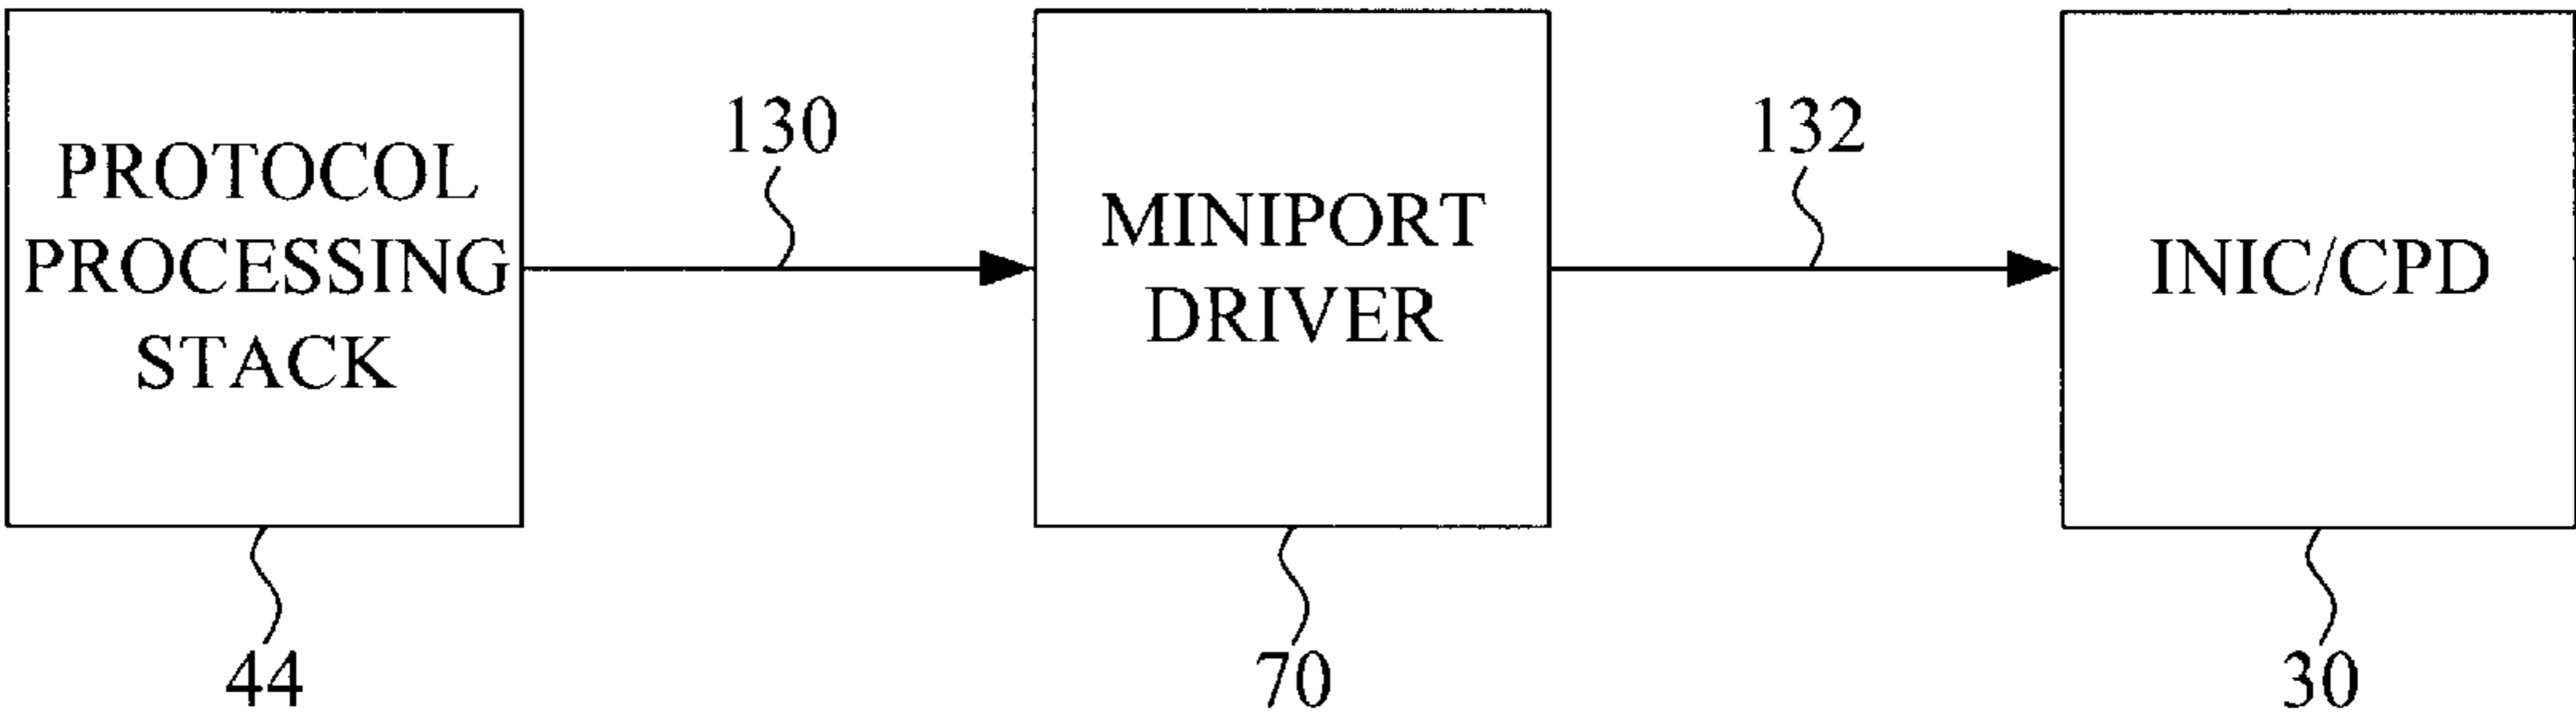 130
132
PROTOCOL
PROCESSING
STACK
MINIPORT
DRIVER
INIC/CPD
44
70
30